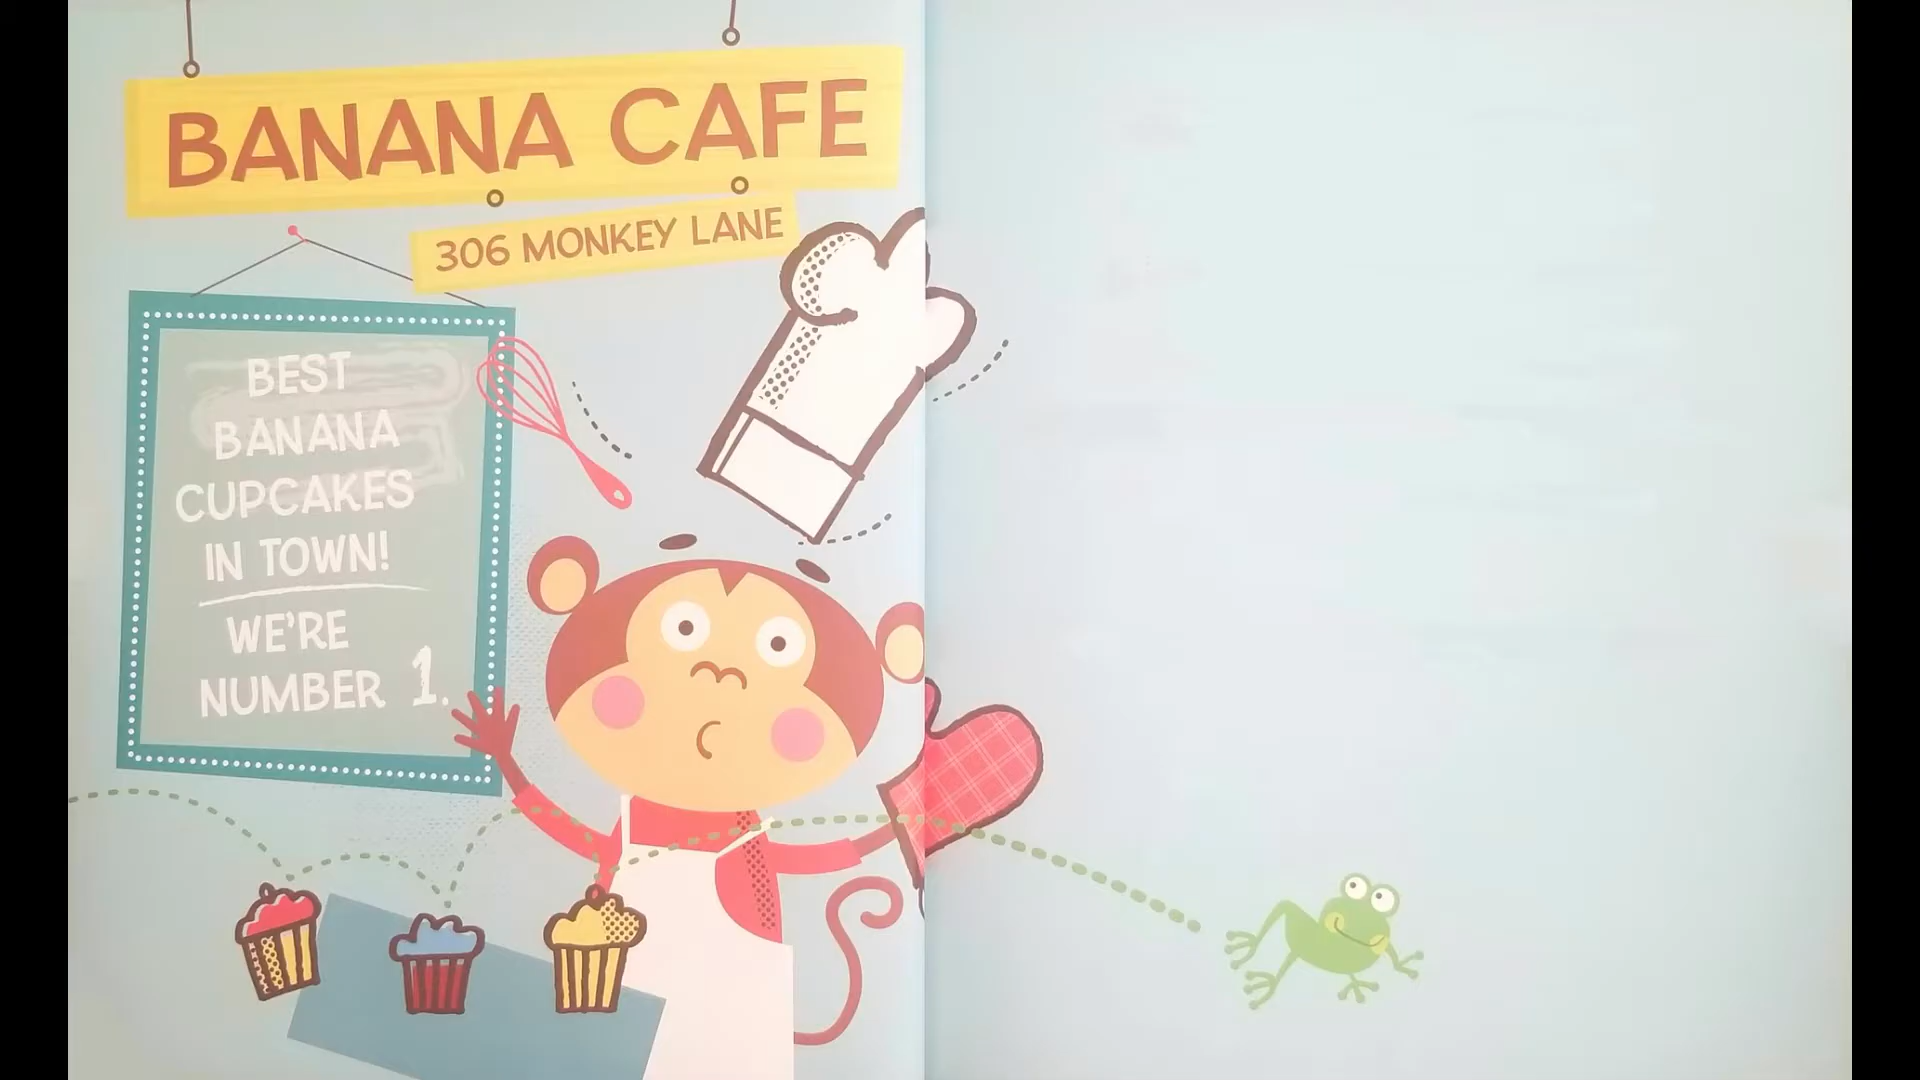 BANANA CAFE
306 MONKEY LANE
BEST
BANANA
CUPCAKES
IN TOWN!
WE'RE
NUMBER 1.